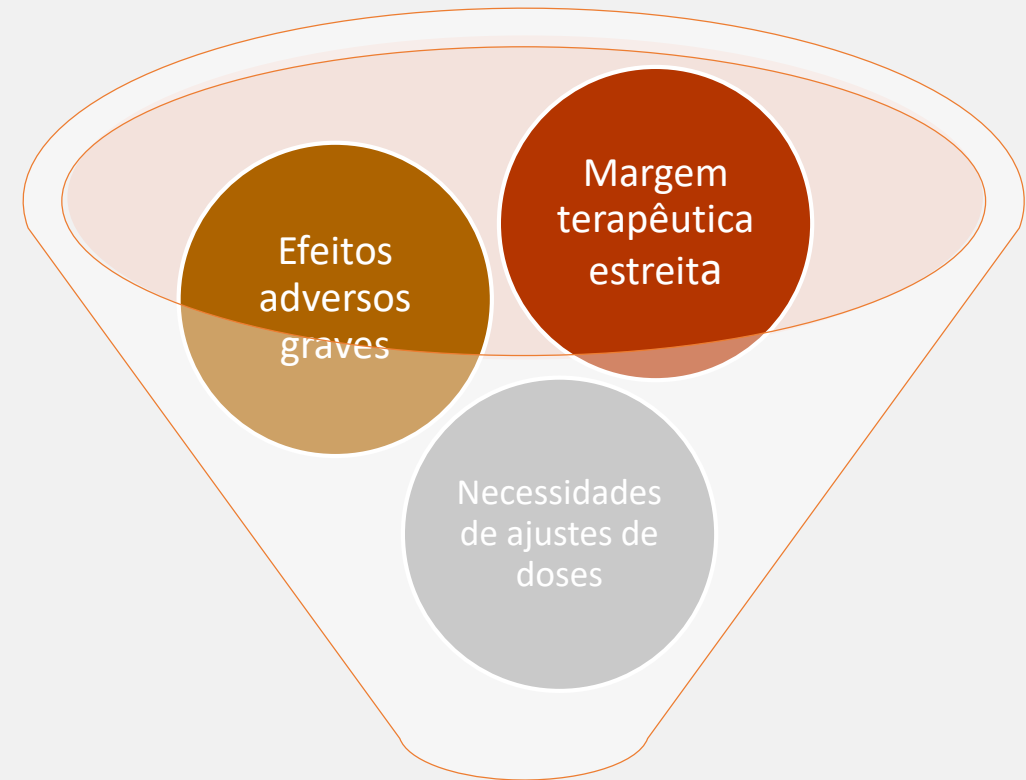 Margem
terapêutica
estreita
Efeitos
adversos
graves
Necessidades
de ajustes de
doses